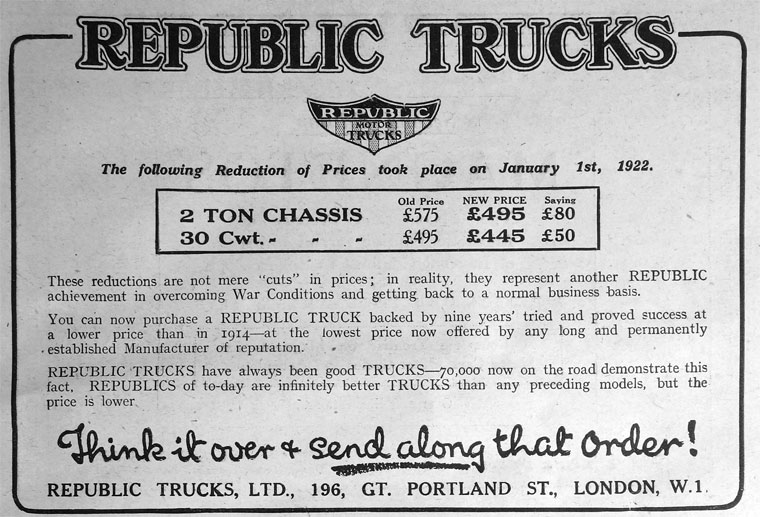 REPUBLIC TRUCKS
REPUBLIC
MOTOR
TRUCKS
The following Reduction of Prices took place on January 1st, 1922.
Old Price NEW PRICE Saving
2 TON CHASSIS £575 £495 £80
30 Cwt. - - - £495 £445 £50
These reductions are not mere "cuts" in prices; in reality, they represent another REPUBLIC
achievement in overcoming War Conditions and getting back to a normal business basis.
You can now purchase a REPUBLIC TRUCK backed by nine years' tried and proved success at
a lower price than in 1914—at the lowest price now offered by any long and permanently
established Manufacturer of reputation.
REPUBLIC TRUCKS have always been good TRUCKS—70,000 now on the road demonstrate this
fact. REPUBLICS of to-day are infinitely better TRUCKS than any preceding models, but the
price is lower.
Think it over & send along that Order!
REPUBLIC TRUCKS, LTD., 196, GT. PORTLAND ST., LONDON, W.1.